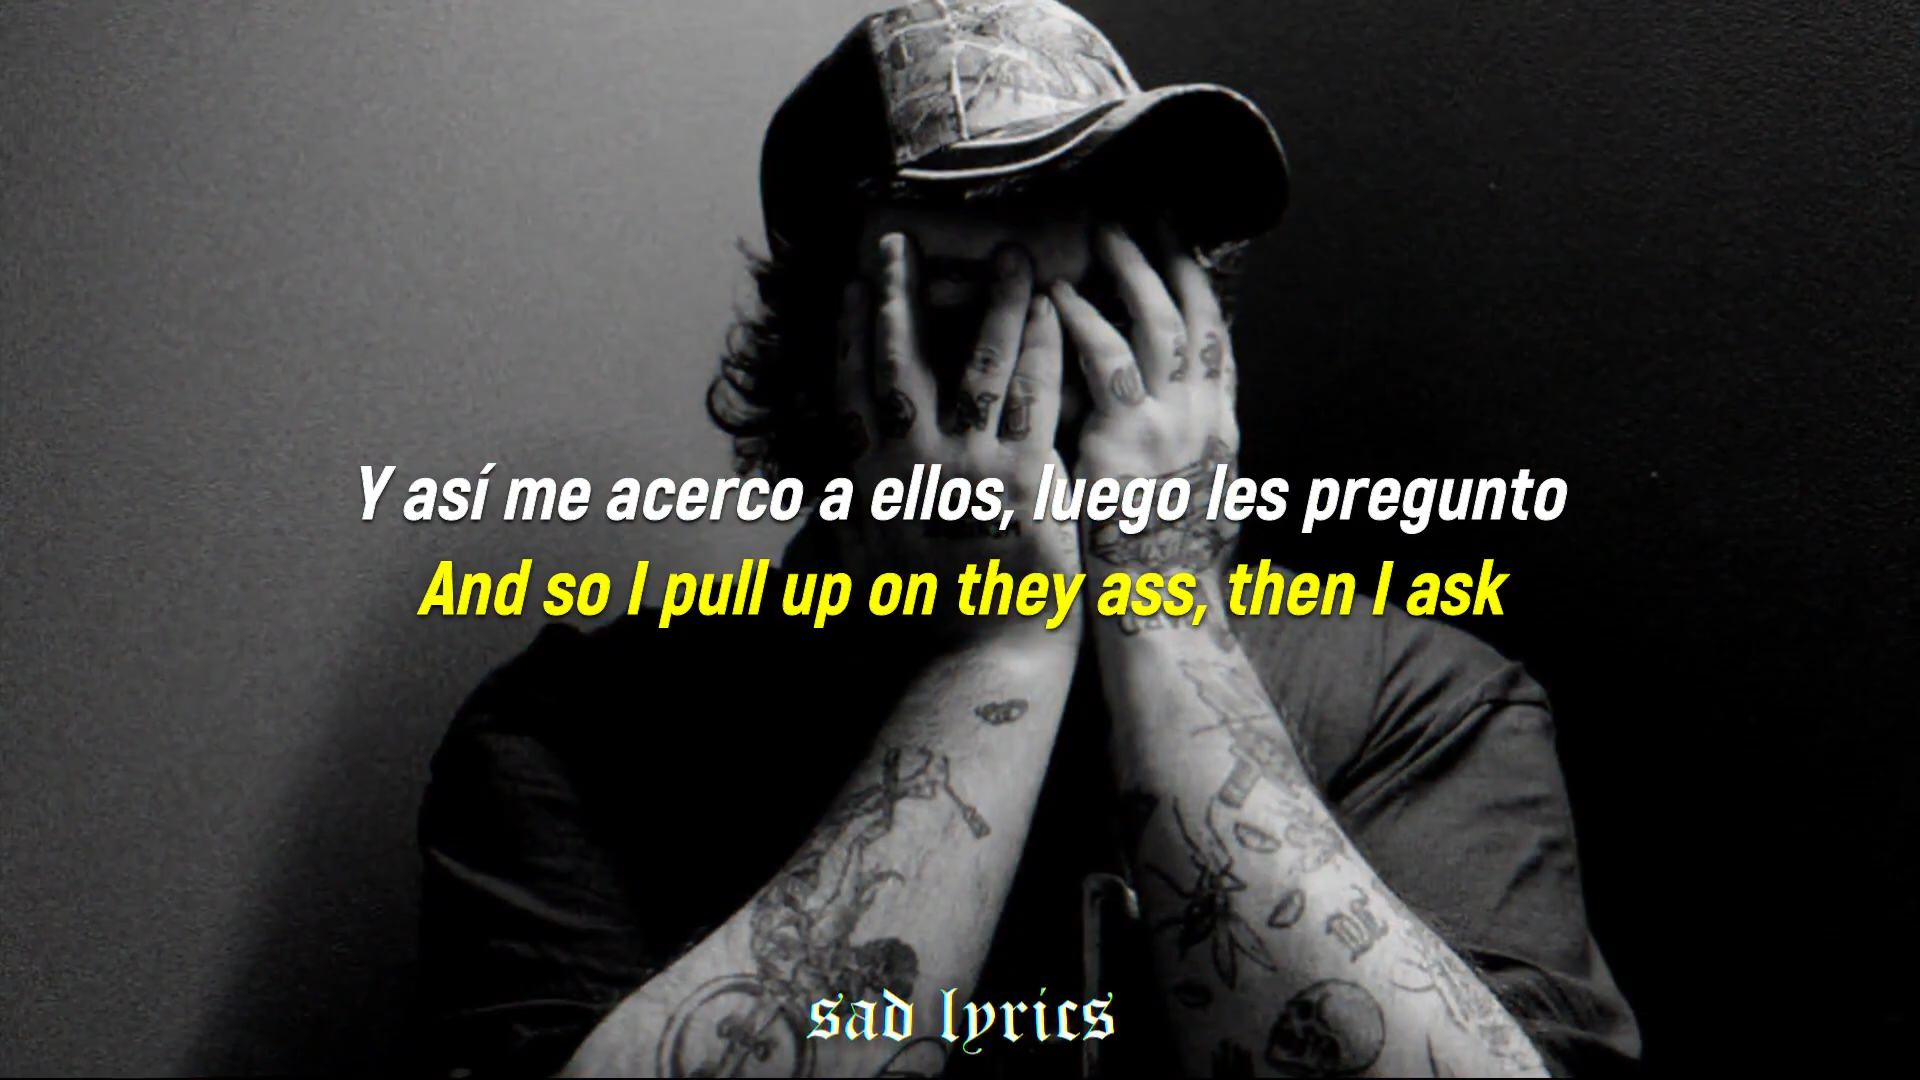 Y así me acerco a ellos, luego les pregunto
And so I pull up on they ass, then I ask
sad lyrics